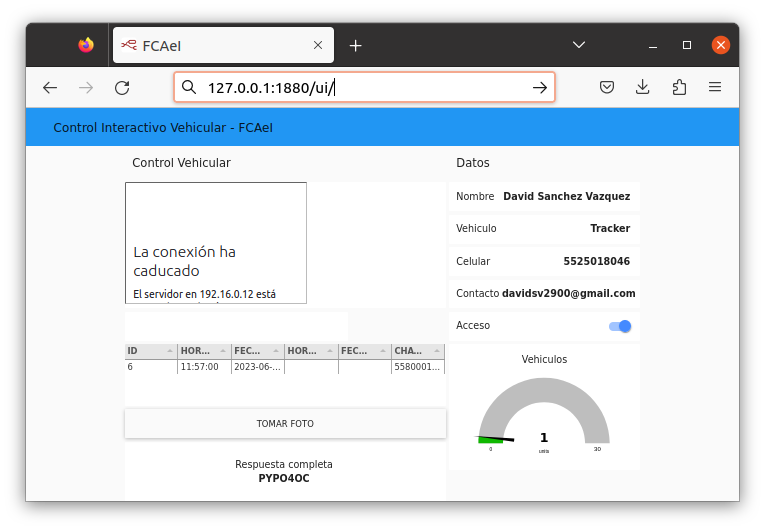 FCAeI
127.0.0.1:1880/ui/
Control Interactivo Vehicular - FCAeI
Control Vehicular
La conexión ha
caducado
El servidor en 192.16.0.12 está
ID HOR... FEC... HOR... FEC... CHA...
6 11:57:00 2023-06-... 5580001...
TOMAR FOTO
Respuesta completa
PYPO4OC
Datos
Nombre David Sanchez Vazquez
Vehiculo Tracker
Celular 5525018046
Contacto davidsv2900@gmail.com
Acceso
Vehiculos
1
0 units 30